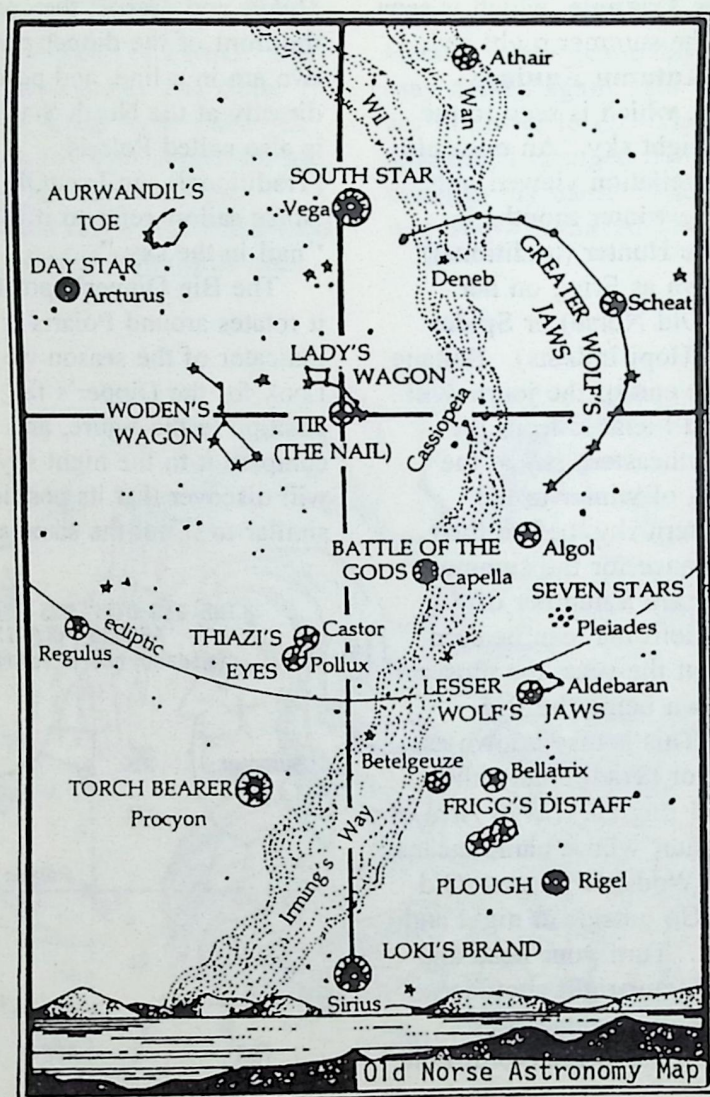 Athair
Wil
Wan
SOUTH STAR
Vega
AURWANDIL'S
TOE
DAY STAR
Arcturus
Deneb
GREATER WOLF'S
JAWS
Scheat
LADY'S
WAGON
WODEN'S
WAGON
TIR
(THE NAIL)
Cassiopeia
BATTLE OF THE
GODS
Capella
Algol
SEVEN STARS
Pleiades
ecliptic
Regulus
THIAZI'S
EYES
Castor
Pollux
LESSER
WOLF'S JAWS
Aldebaran
Betelgeuze
Bellatrix
TORCH BEARER
Procyon
FRIGG'S DISTAFF
Irming's Way
PLOUGH
Rigel
LOKI'S BRAND
Sirius
Old Norse Astronomy Map